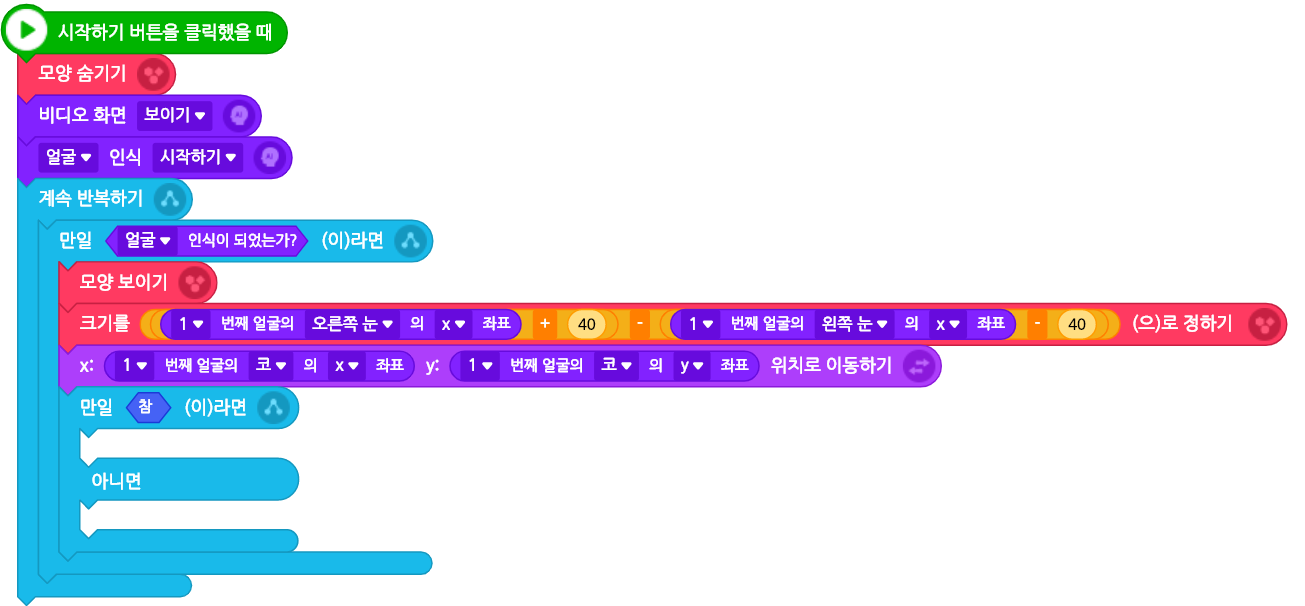 시작하기 버튼을 클릭했을 때
모양 숨기기
비디오 화면 보이기
얼굴 인식 시작하기
계속 반복하기
만일 얼굴 인식이 되었는가? (이)라면
모양 보이기
크기를 1 번째 얼굴의 오른쪽 눈 의 x 좌표 + 40 - 1 번째 얼굴의 왼쪽 눈 의 x 좌표 - 40 (으)로 정하기
x: 1 번째 얼굴의 코 의 x 좌표 y: 1 번째 얼굴의 코 의 y 좌표 위치로 이동하기
만일 참 (이)라면
아니면